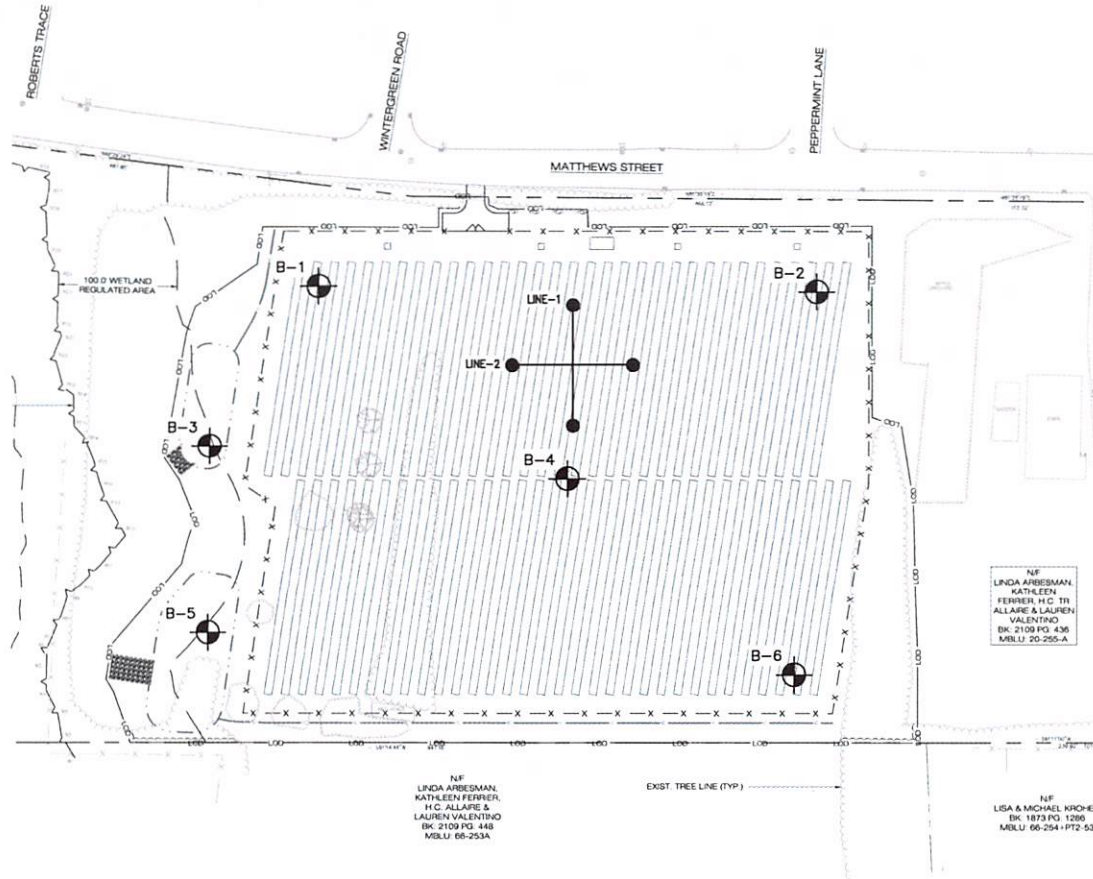 ROBERTS TRACE
WINTERGREEN ROAD
PEPPERMINT LANE
MATTHEWS STREET
100.0' WETLAND
REGULATED AREA
B-1
B-2
LINE-1
LINE-2
B-3
B-4
B-5
B-6
N/F
LINDA ARBESMAN,
KATHLEEN
FERRIER, H.C. TR
ALLAIRE & LAUREN
VALENTINO
BK: 2109 PG: 436
MBLU: 20-255-A
N/F
LINDA ARBESMAN,
KATHLEEN FERRIER,
H.C. ALLAIRE &
LAUREN VALENTINO
BK: 2109 PG: 448
MBLU: 66-253A
EXIST. TREE LINE (TYP.)
N/F
LISA & MICHAEL KROHE
BK: 1873 PG: 1286
MBLU: 66-254
LOD